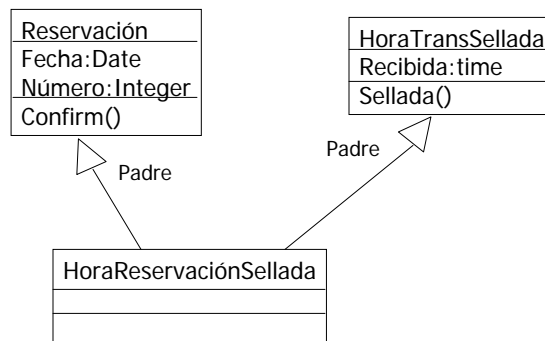 Reservación
Fecha:Date
Número:Integer
Confirm()
HoraTransSellada
Recibida:time
Sellada()
Padre
Padre
HoraReservaciónSellada